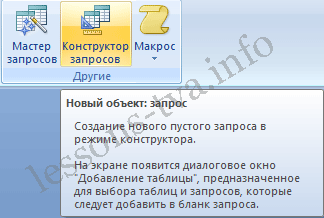 Мастер запросов
Конструктор запросов
Макрос
Другие
Новый объект: запрос
Создание нового пустого запроса в
режиме конструктора.
На экране появится диалоговое окно
"Добавление таблицы", предназначенное
для выбора таблиц и запросов, которые
следует добавить в бланк запроса.
lessons-tva.info